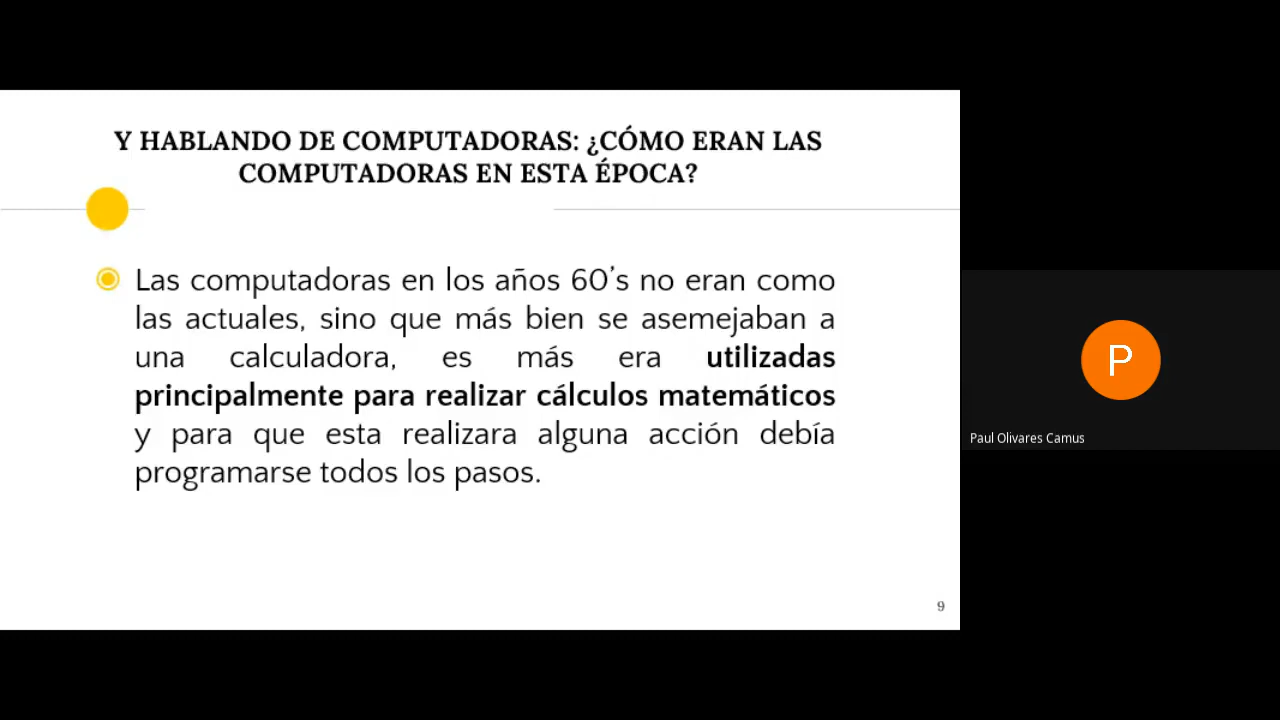 Y HABLANDO DE COMPUTADORAS: ¿CÓMO ERAN LAS
COMPUTADORAS EN ESTA ÉPOCA?
Las computadoras en los años 60's no eran como
las actuales, sino que más bien se asemejaban a
una calculadora, es más era utilizadas
principalmente para realizar cálculos matemáticos
y para que esta realizara alguna acción debía
programarse todos los pasos.
9
P
Paul Olivares Camus